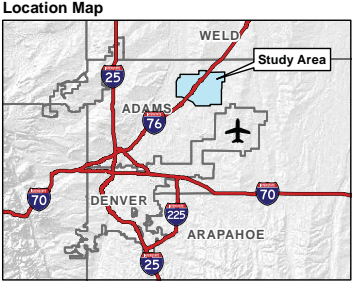 Location Map
WELD
Study Area
25
ADAMS
76
70
DENVER
225
70
ARAPAHOE
25